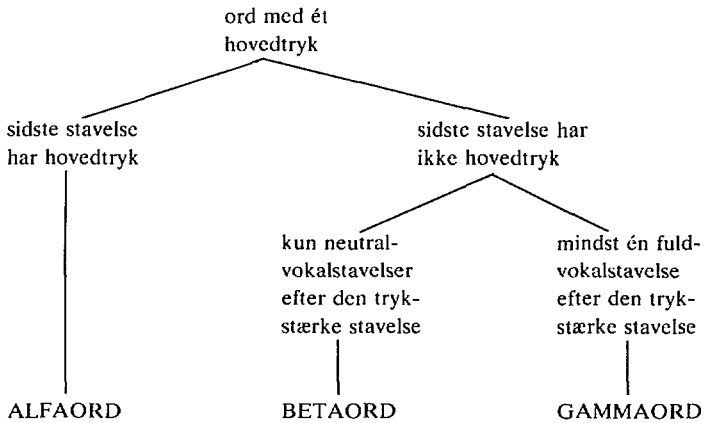 ord med ét
hovedtryk
sidste stavelse
har hovedtryk
sidste stavelse har
ikke hovedtryk
kun neutral-
vokalstavelser
efter den tryk-
stærke stavelse
mindst én fuld-
vokalstavelse
efter den tryk-
stærke stavelse
ALFAORD
BETAORD
GAMMAORD